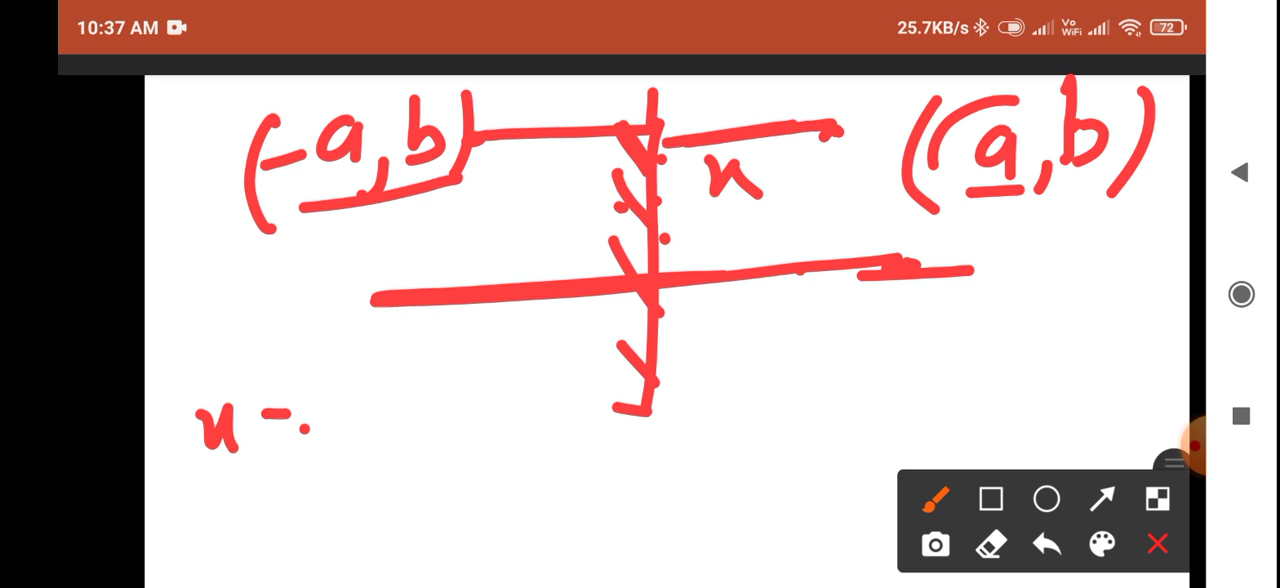 10:37 AM 25.7KB/s Vo WiFi 72
(-a,b) x (a,b)
x =